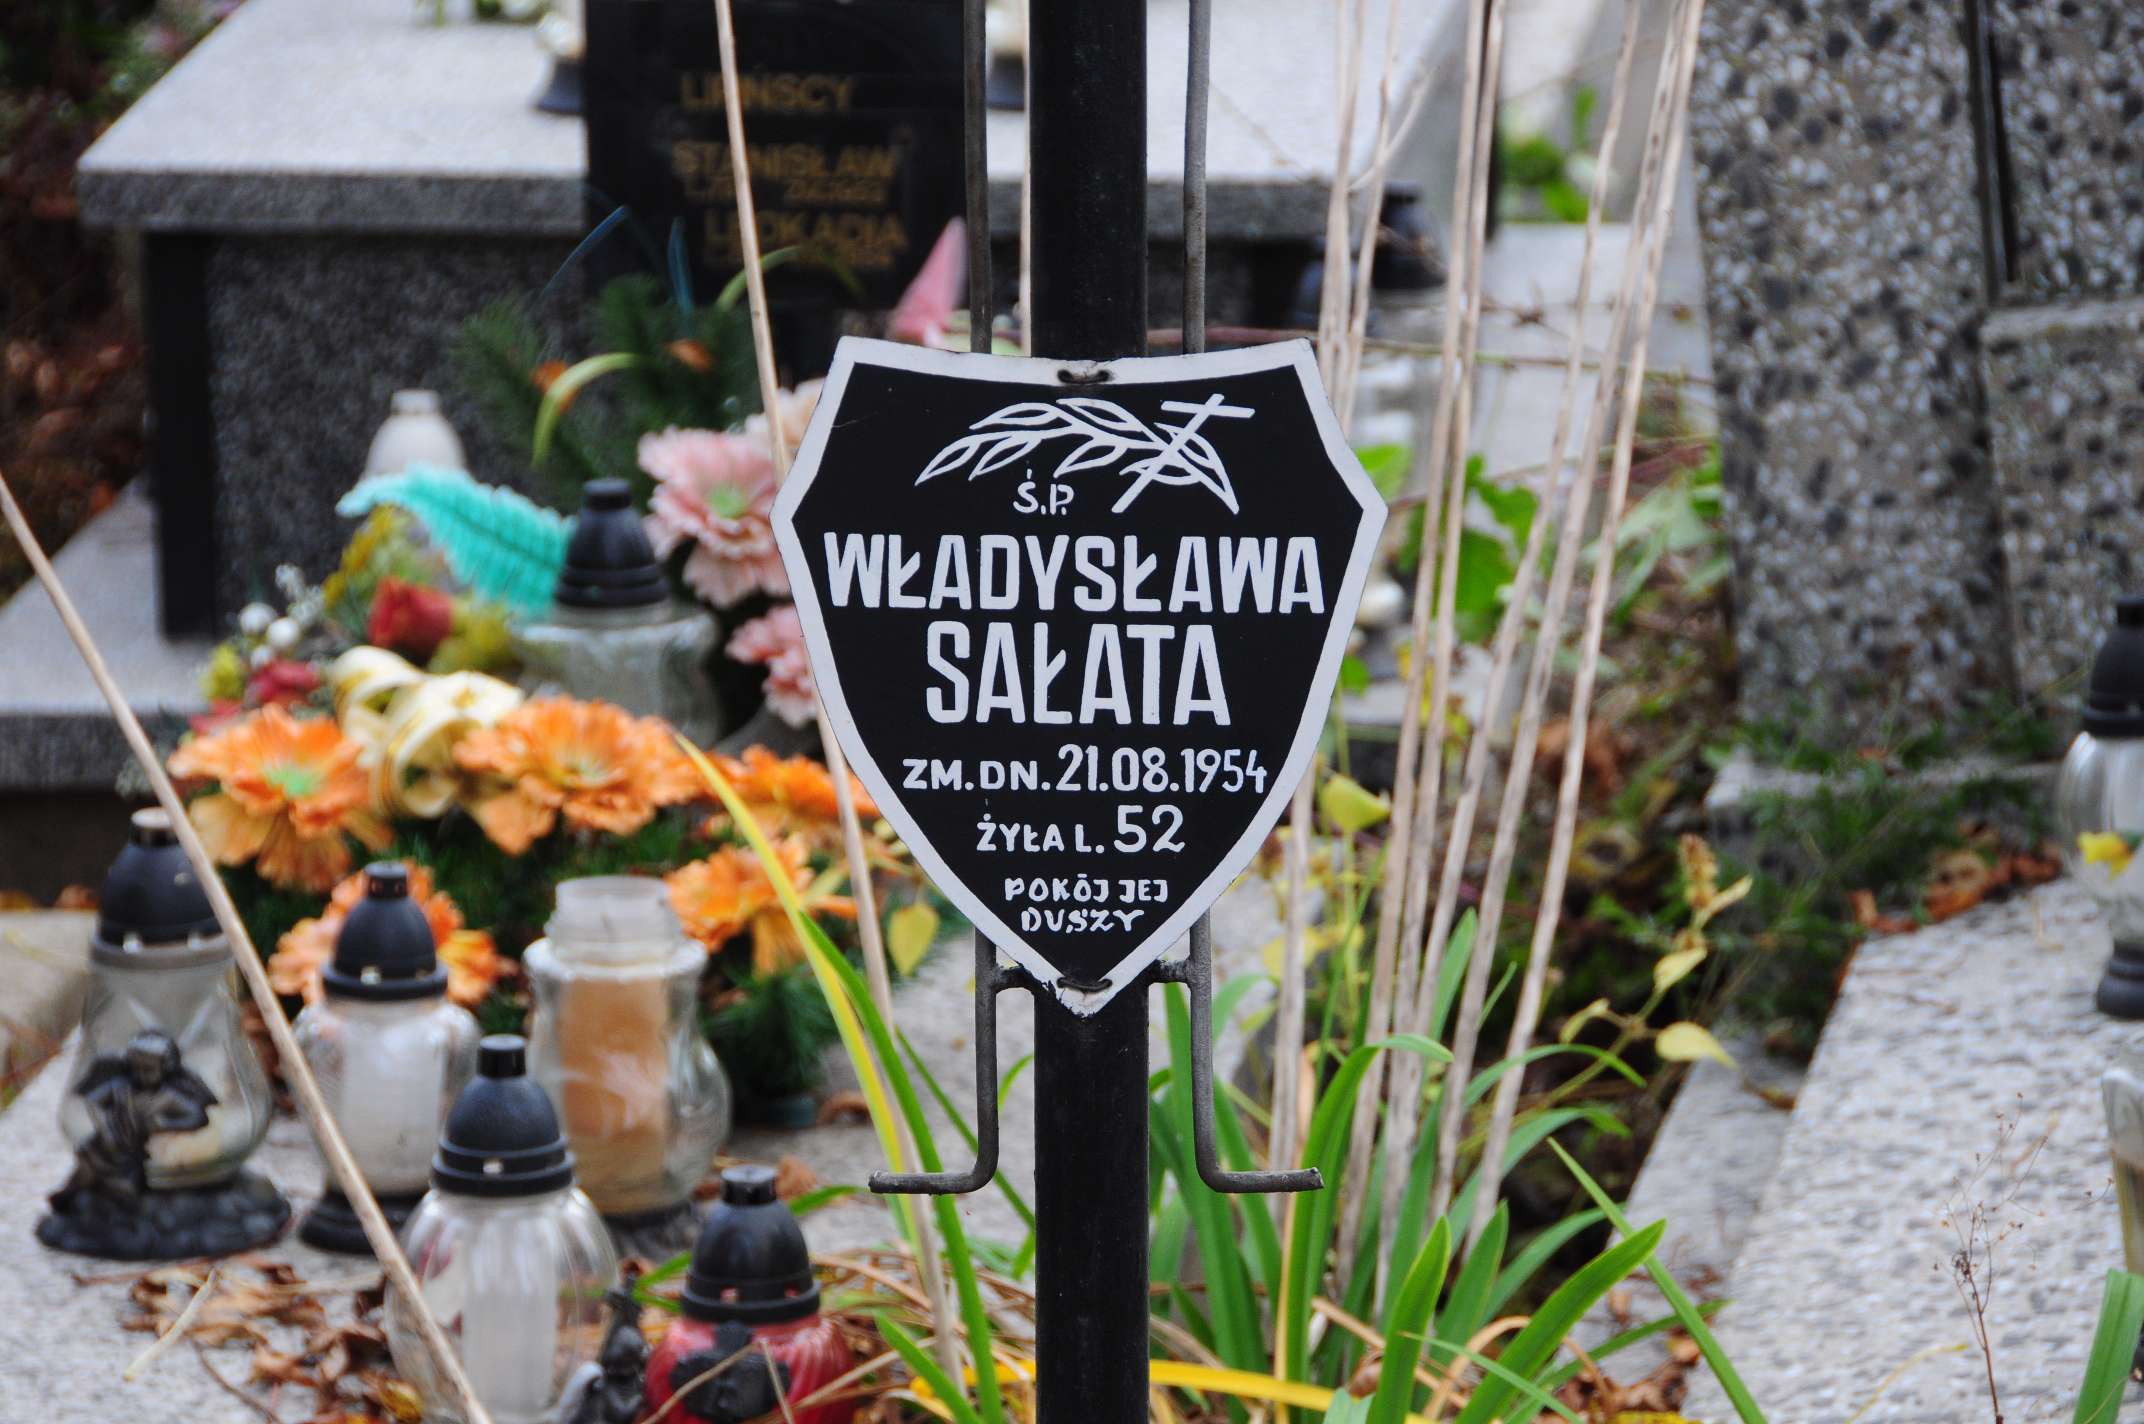 LIPIŃSCY
STANISŁAW
LEOKADIA
Ś.P.
WŁADYSŁAWA
SAŁATA
ZM.DN.21.08.1954
ŻYŁA L. 52
POKÓJ JEJ
DUSZY